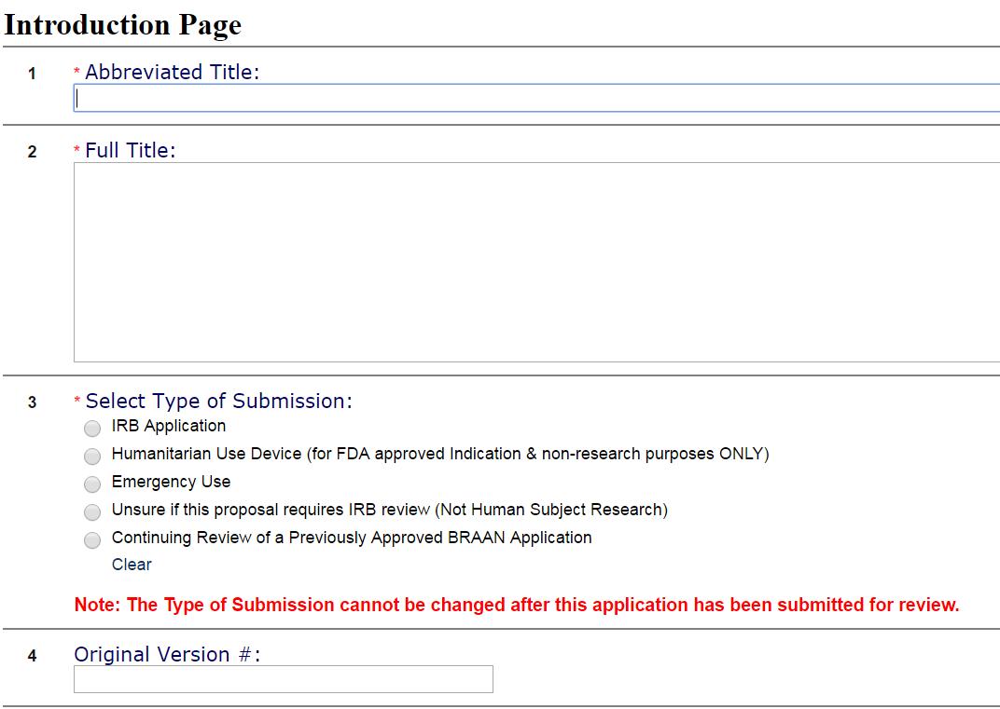 Introduction Page
1 * Abbreviated Title:
2 * Full Title:
3 * Select Type of Submission:
IRB Application
Humanitarian Use Device (for FDA approved Indication & non-research purposes ONLY)
Emergency Use
Unsure if this proposal requires IRB review (Not Human Subject Research)
Continuing Review of a Previously Approved BRAAN Application
Clear
Note: The Type of Submission cannot be changed after this application has been submitted for review.
4 Original Version #: